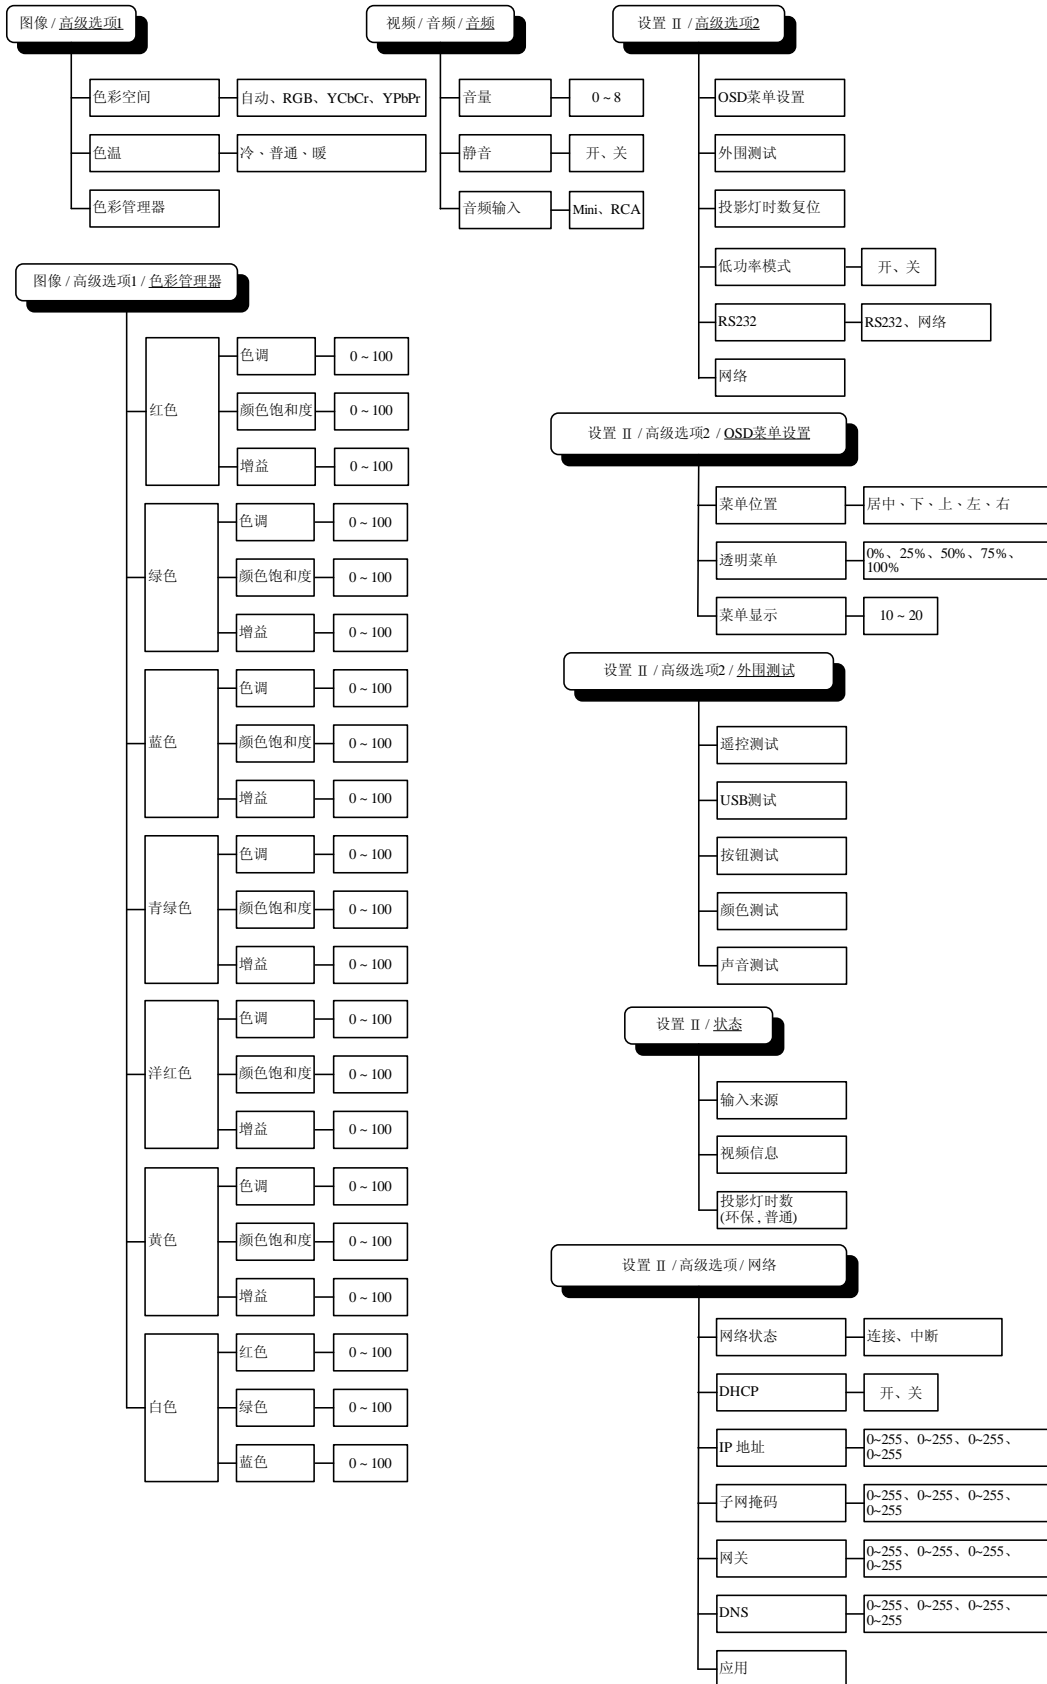 图像 / 高级选项1
色彩空间
自动、RGB、YCbCr、YPbPr
色温
冷、普通、暖
色彩管理器
视频 / 音频 / 音频
音量
0 ~ 8
静音
开、关
音频输入
Mini、RCA
设置 II / 高级选项2
OSD菜单设置
外围测试
投影灯时数复位
低功率模式
开、关
RS232
RS232、网络
网络
图像 / 高级选项1 / 色彩管理器
红色
色调
0 ~ 100
颜色饱和度
0 ~ 100
增益
0 ~ 100
绿色
色调
0 ~ 100
颜色饱和度
0 ~ 100
增益
0 ~ 100
蓝色
色调
0 ~ 100
颜色饱和度
0 ~ 100
增益
0 ~ 100
青绿色
色调
0 ~ 100
颜色饱和度
0 ~ 100
增益
0 ~ 100
洋红色
色调
0 ~ 100
颜色饱和度
0 ~ 100
增益
0 ~ 100
黄色
色调
0 ~ 100
颜色饱和度
0 ~ 100
增益
0 ~ 100
白色
红色
0 ~ 100
绿色
0 ~ 100
蓝色
0 ~ 100
设置 II / 高级选项2 / OSD菜单设置
菜单位置
居中、下、上、左、右
透明菜单
0%、25%、50%、75%、
100%
菜单显示
10 ~ 20
设置 II / 高级选项2 / 外围测试
遥控测试
USB测试
按钮测试
颜色测试
声音测试
设置 II / 状态
输入来源
视频信息
投影灯时数
(环保 , 普通)
设置 II / 高级选项 / 网络
网络状态
连接、中断
DHCP
开、关
IP 地址
0~255、0~255、0~255、
0~255
子网掩码
0~255、0~255、0~255、
0~255
网关
0~255、0~255、0~255、
0~255
DNS
0~255、0~255、0~255、
0~255
应用